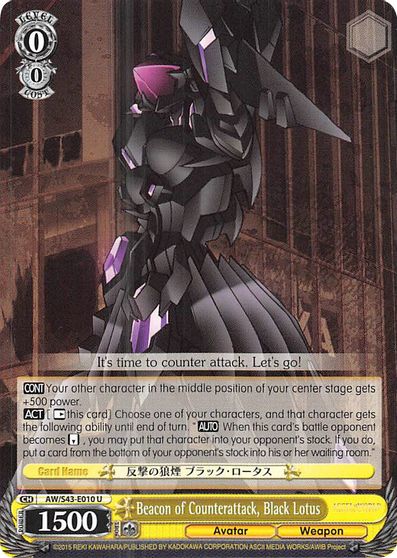 LEVEL
0
0
COST
It's time to counter attack. Let's go!
CONT Your other character in the middle position of your center stage gets
+500 power.
ACT [ this card] Choose one of your characters, and that character gets
the following ability until end of turn. " AUTO When this card's battle opponent
becomes , you may put that character into your opponent's stock. If you do,
put a card from the bottom of your opponent's stock into his or her waiting room."
Card Name 反撃の狼煙 ブラック・ロータス
CH AW/S43-E010 U
Beacon of Counterattack, Black Lotus
POWER 1500
Avatar Weapon
©2015 REKI KAWAHARA/PUBLISHED BY KADOKAWA CORPORATION ASCII MEDIA WORKS/AWIB Project